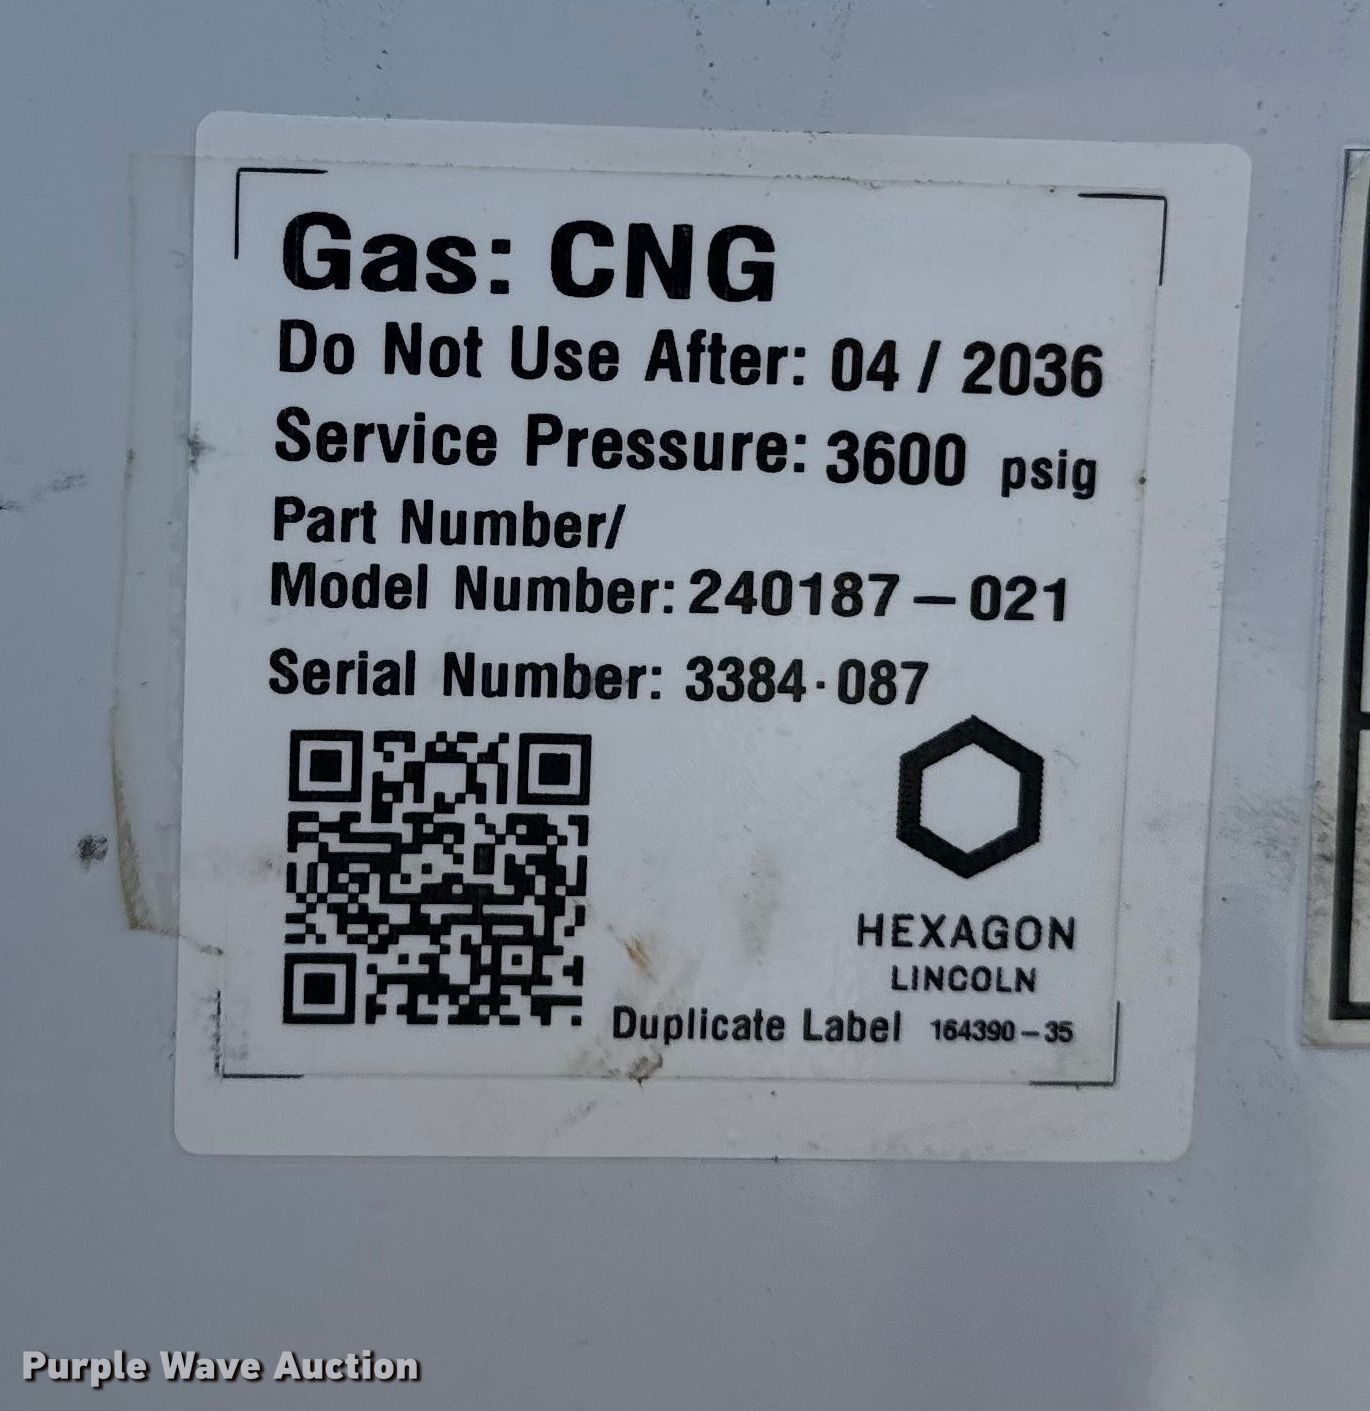 Gas: CNG
Do Not Use After: 04 / 2036
Service Pressure: 3600 psig
Part Number/
Model Number: 240187-021
Serial Number: 3384-087
HEXAGON
LINCOLN
Duplicate Label 164390-35
Purple Wave Auction